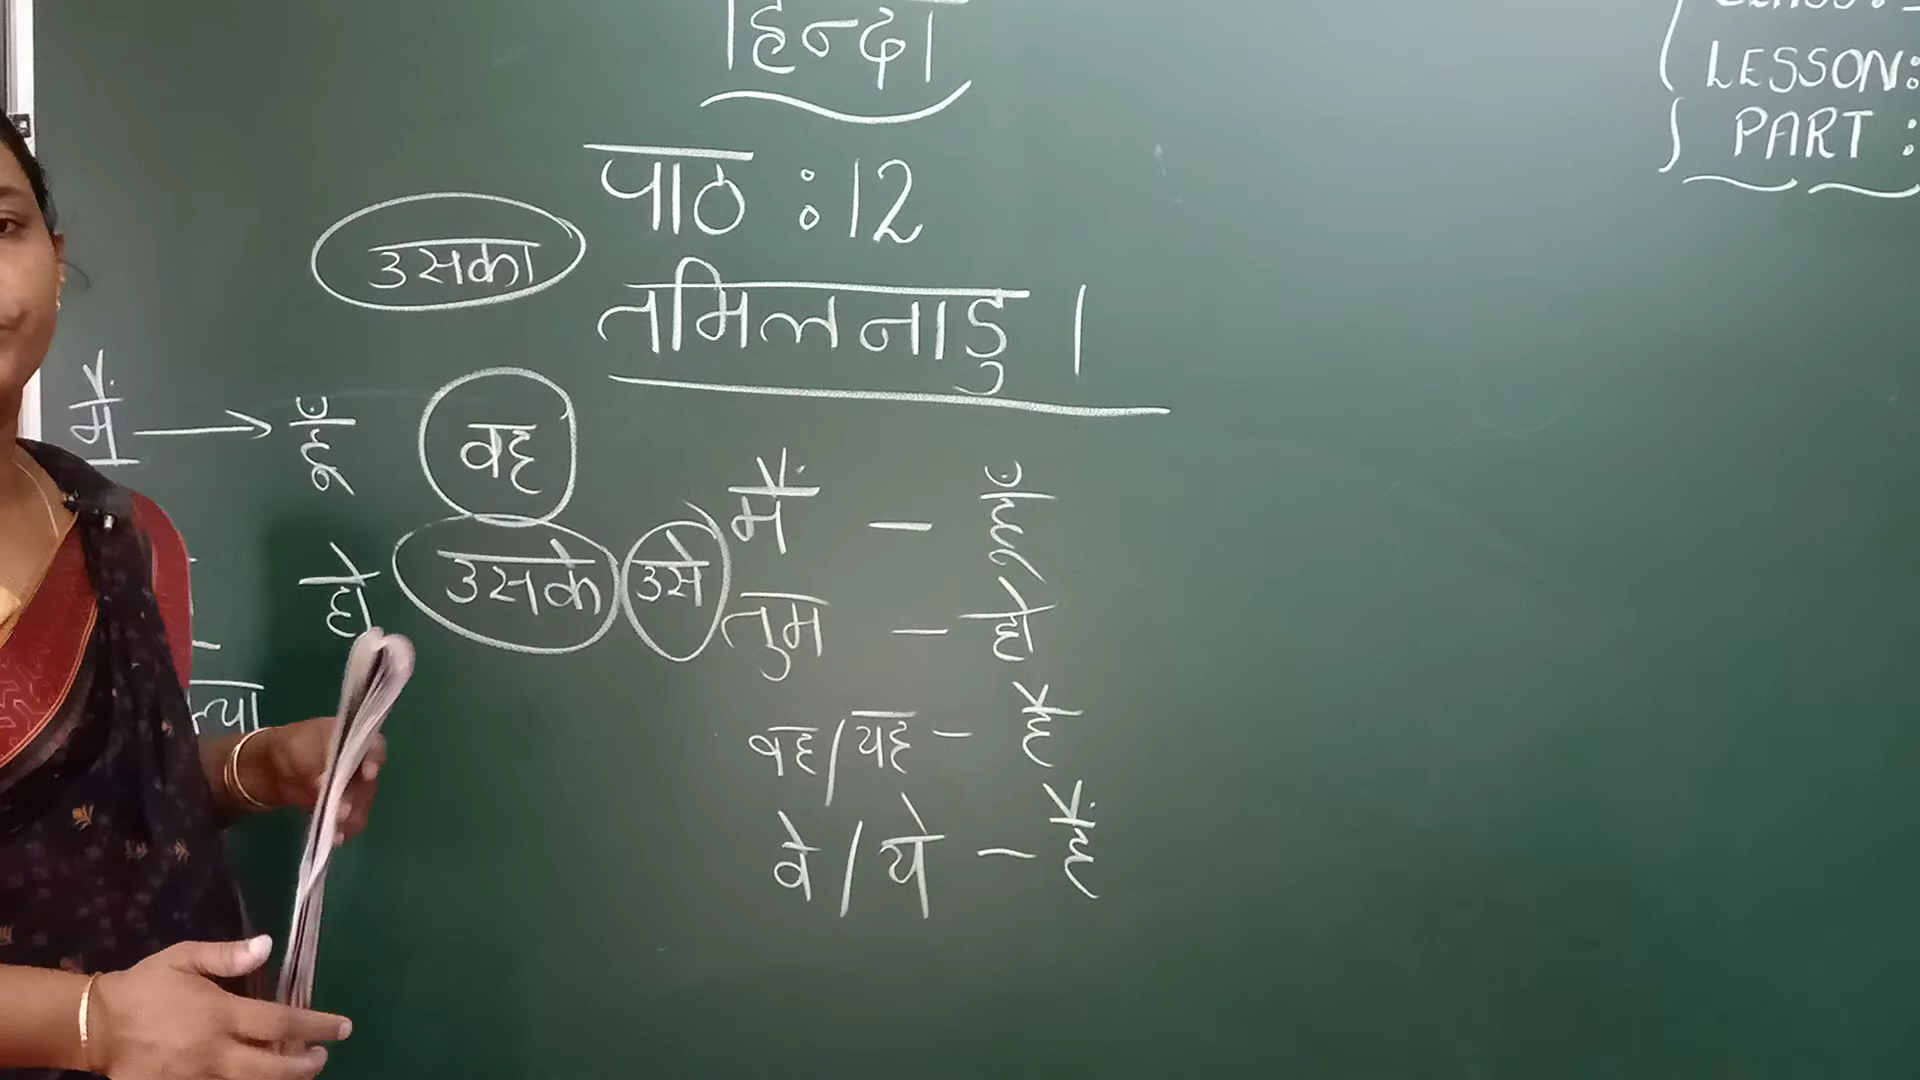 हिन्दी
पाठ :12
तमिलनाडु ।
LESSON:
PART :
उसका
मैं → हूँ
वह
हो
उसके
उसे
मैं - हूँ
तुम - हो
वह/यह - है
वे/ये - हैं